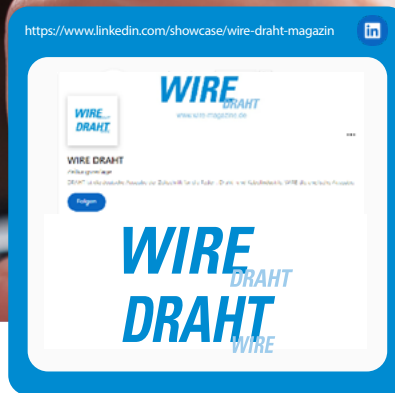 https://www.linkedin.com/showcase/wire-draht-magazin
in
WIRE
DRAHT
www.wire-magazine.de
WIRE
DRAHT
WIRE DRAHT
Folgen
WIRE
DRAHT
DRAHT
WIRE